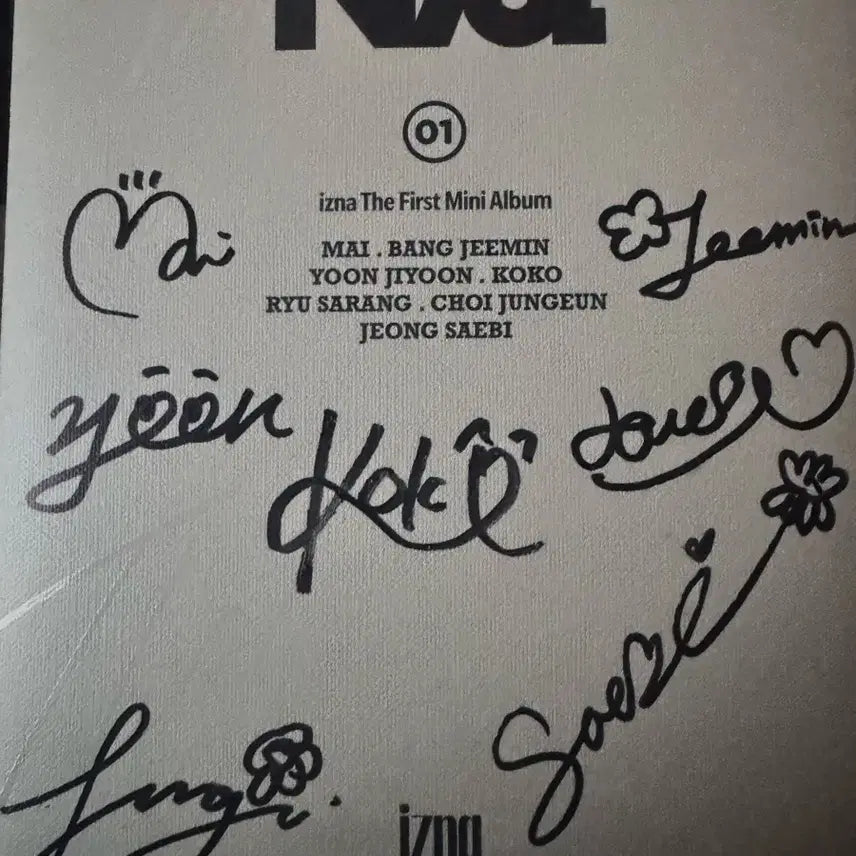 01
izna The First Mini Album
MAI . BANG JEEMIN
YOON JIYOON . KOKO
RYU SARANG . CHOI JUNGEUN
JEONG SAEBI
Mai
Jeemin
yoon
Koko
Saebi
izna